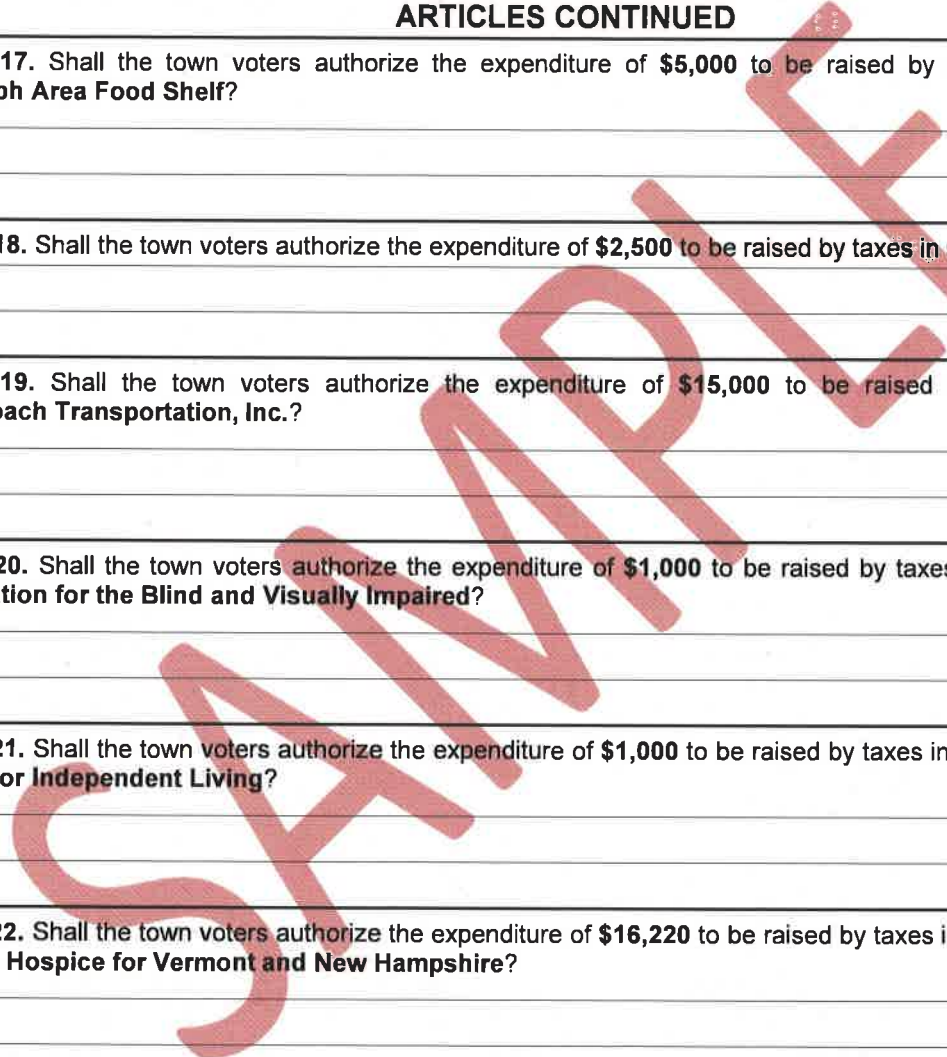 ARTICLES CONTINUED
17. Shall the town voters authorize the expenditure of $5,000 to be raised by
ph Area Food Shelf?
18. Shall the town voters authorize the expenditure of $2,500 to be raised by taxes in
19. Shall the town voters authorize the expenditure of $15,000 to be raised
oach Transportation, Inc.?
20. Shall the town voters authorize the expenditure of $1,000 to be raised by taxes
tion for the Blind and Visually Impaired?
21. Shall the town voters authorize the expenditure of $1,000 to be raised by taxes in
or Independent Living?
22. Shall the town voters authorize the expenditure of $16,220 to be raised by taxes i
Hospice for Vermont and New Hampshire?
SAMPLE